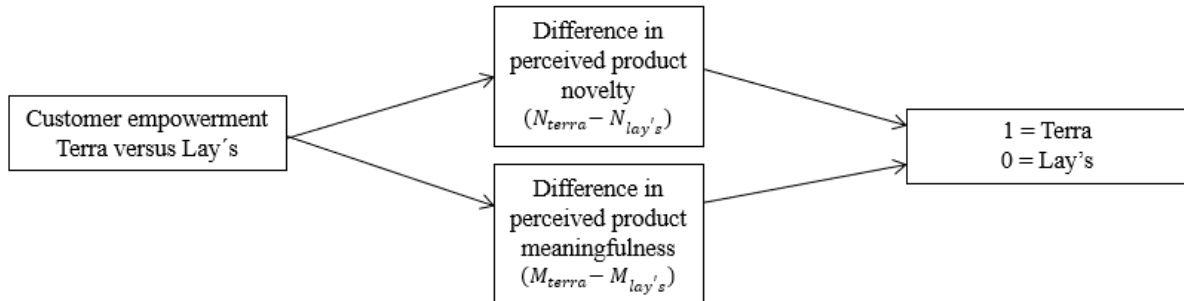 Customer empowerment
Terra versus Lay´s
Difference in
perceived product
novelty
(N_terra − N_lay's)
Difference in
perceived product
meaningfulness
(M_terra − M_lay's)
1 = Terra
0 = Lay’s